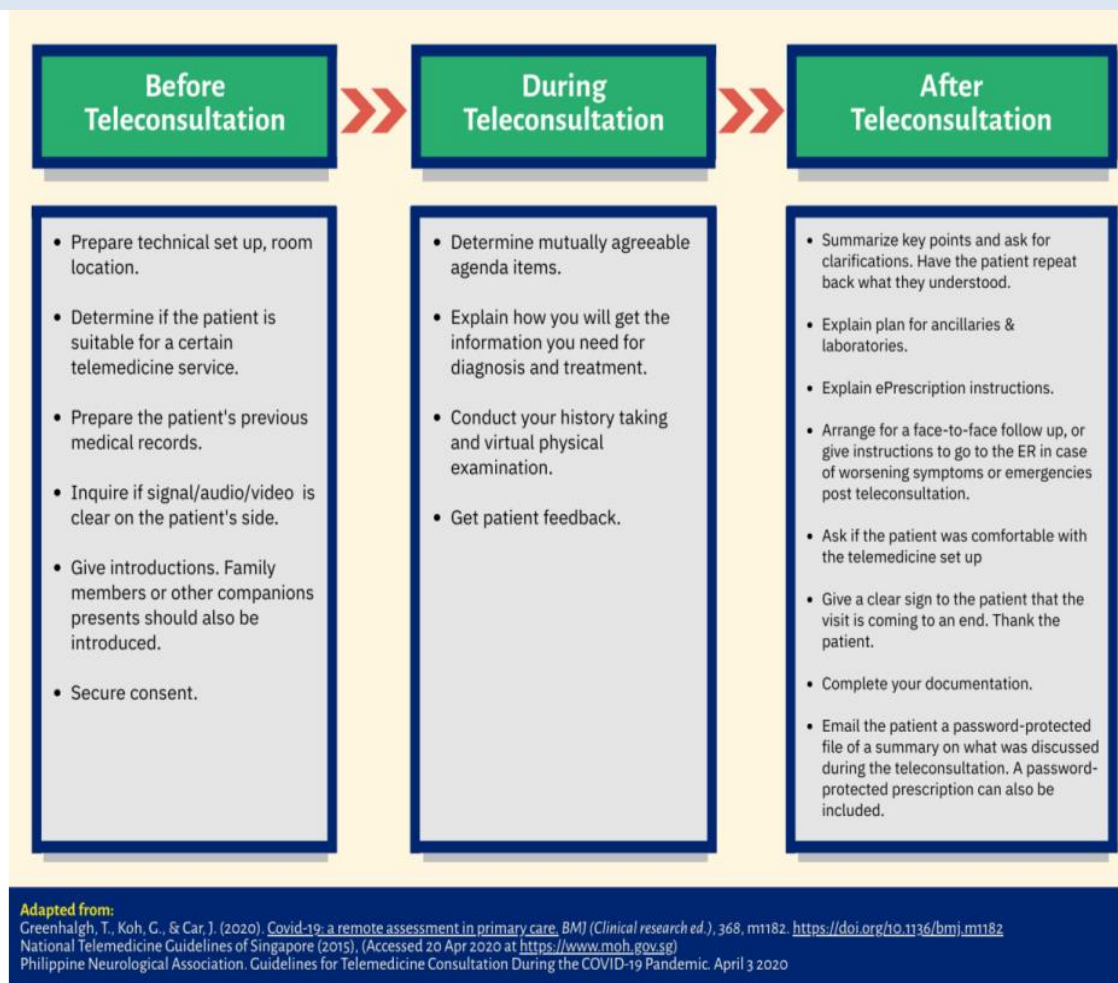 Before
Teleconsultation
During
Teleconsultation
After
Teleconsultation
• Prepare technical set up, room
location.
• Determine if the patient is
suitable for a certain
telemedicine service.
• Prepare the patient's previous
medical records.
• Inquire if signal/audio/video is
clear on the patient's side.
• Give introductions. Family
members or other companions
presents should also be
introduced.
• Secure consent.
• Determine mutually agreeable
agenda items.
• Explain how you will get the
information you need for
diagnosis and treatment.
• Conduct your history taking
and virtual physical
examination.
• Get patient feedback.
• Summarize key points and ask for
clarifications. Have the patient repeat
back what they understood.
• Explain plan for ancillaries &
laboratories.
• Explain ePrescription instructions.
• Arrange for a face-to-face follow up, or
give instructions to go to the ER in case
of worsening symptoms or emergencies
post teleconsultation.
• Ask if the patient was comfortable with
the telemedicine set up
• Give a clear sign to the patient that the
visit is coming to an end. Thank the
patient.
• Complete your documentation.
• Email the patient a password-protected
file of a summary on what was discussed
during the teleconsultation. A password-
protected prescription can also be
included.
Adapted from:
Greenhalgh, T., Koh, G., & Car, J. (2020). Covid-19: a remote assessment in primary care. BMJ (Clinical research ed.), 368, m1182. https://doi.org/10.1136/bmj.m1182
National Telemedicine Guidelines of Singapore (2015), (Accessed 20 Apr 2020 at https://www.moh.gov.sg)
Philippine Neurological Association. Guidelines for Telemedicine Consultation During the COVID-19 Pandemic. April 3 2020